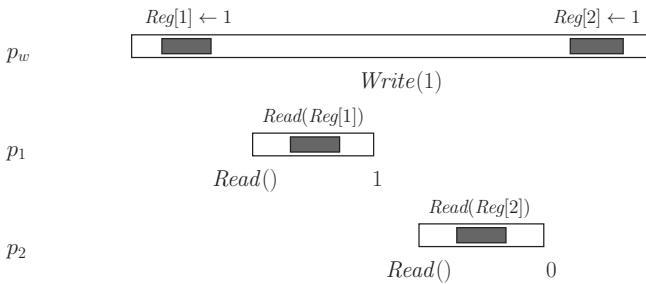 Reg[1] ← 1 Reg[2] ← 1
p_w
Write(1)
Read(Reg[1])
p_1
Read() 1
Read(Reg[2])
p_2
Read() 0